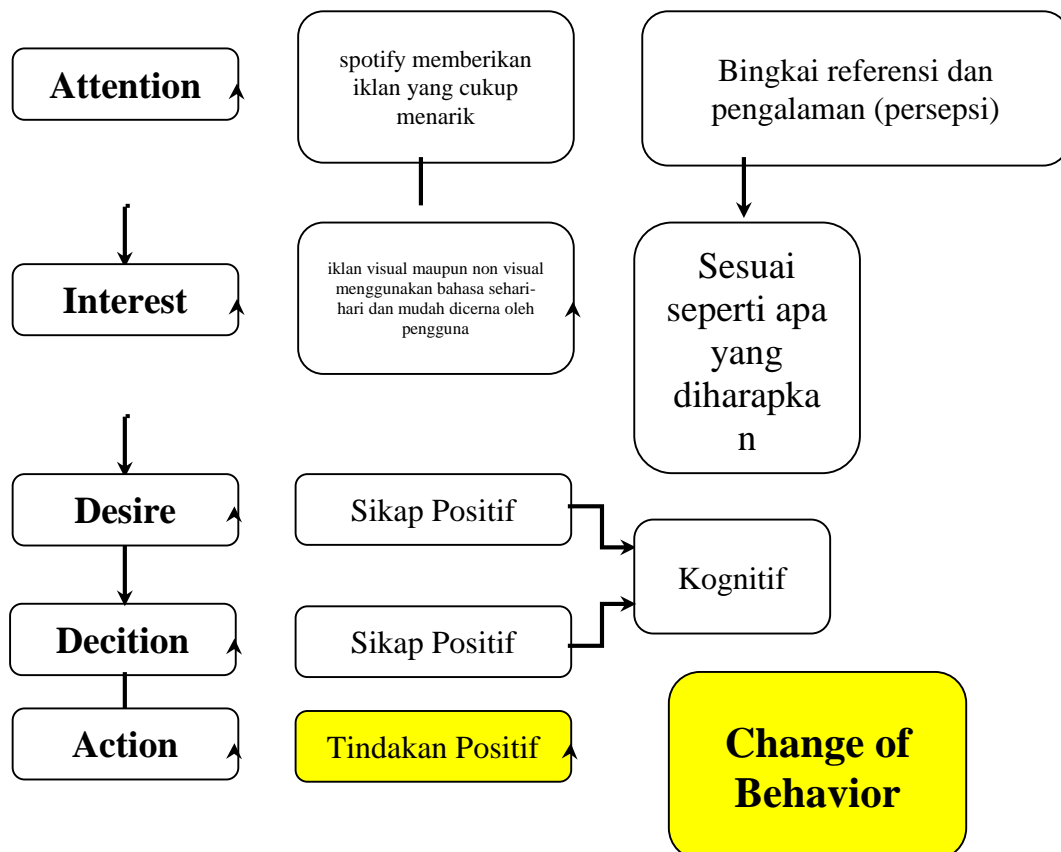 Attention
spotify memberikan
iklan yang cukup
menarik
Bingkai referensi dan
pengalaman (persepsi)
Interest
iklan visual maupun non visual
menggunakan bahasa sehari-
hari dan mudah dicerna oleh
pengguna
Sesuai
seperti apa
yang
diharapka
n
Desire
Sikap Positif
Kognitif
Decition
Sikap Positif
Action
Tindakan Positif
Change of
Behavior